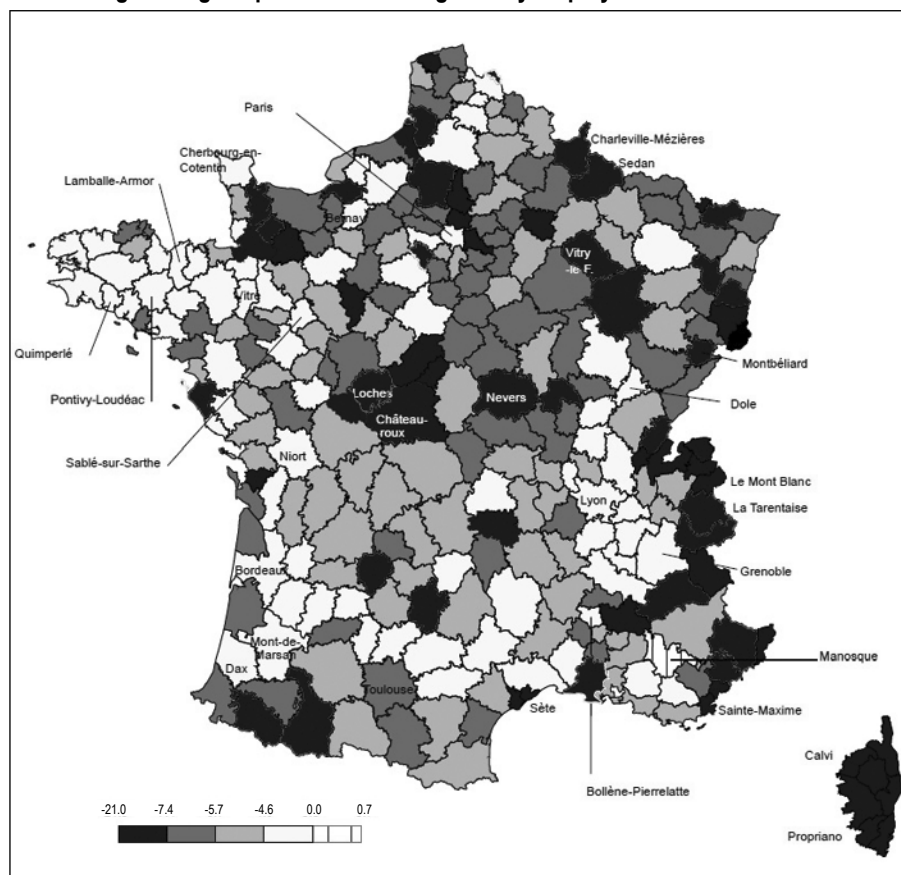 Paris
Charleville-Mézières
Cherbourg-en-
Cotentin
Sedan
Lamballe-Armor
Bernay
Vitry
-le F.
Vitré
Quimperlé
Montbéliard
Pontivy-Loudéac
Loches
Nevers
Dole
Château-
roux
Sablé-sur-Sarthe
Niort
Le Mont Blanc
Lyon
La Tarentaise
Bordeaux
Grenoble
Mont-de-
Marsan
Manosque
Dax
Toulouse
Sète
Sainte-Maxime
Calvi
Bollène-Pierrelatte
-21.0 -7.4 -5.7 -4.6 0.0 0.7
Propriano